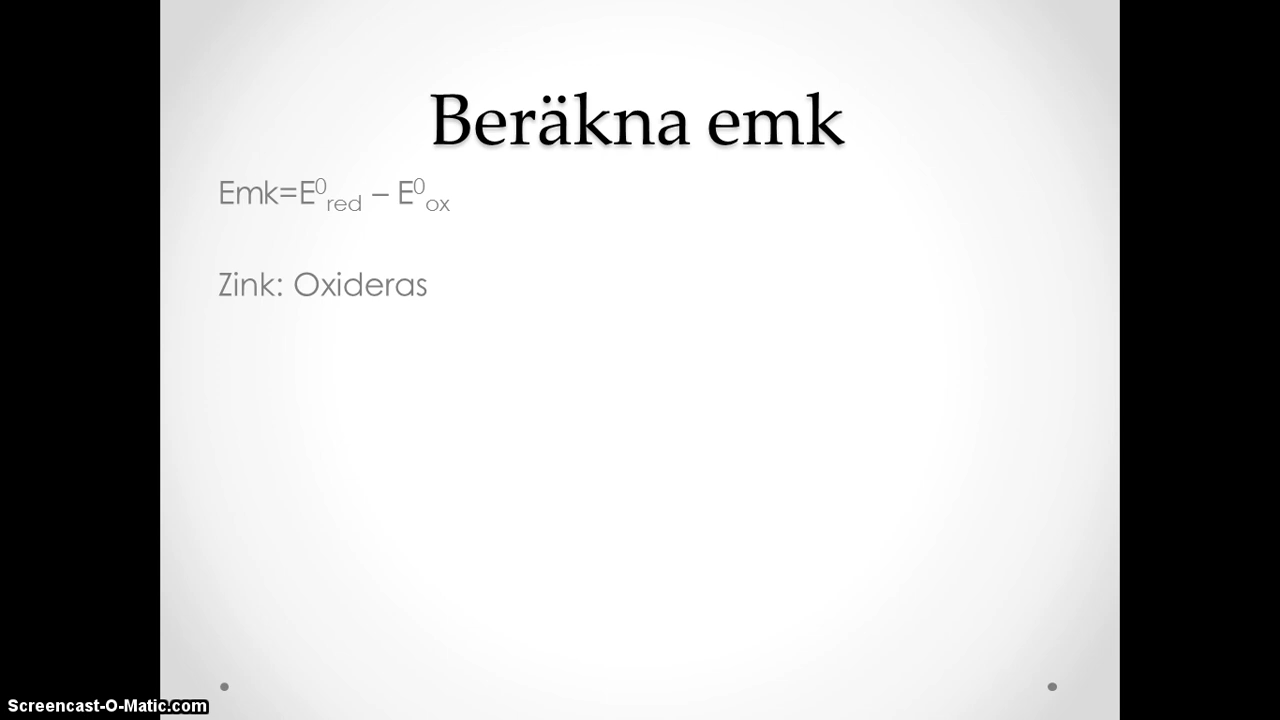 Beräkna emk
Emk=E⁰red – E⁰ox
Zink: Oxideras
Screencast-O-Matic.com